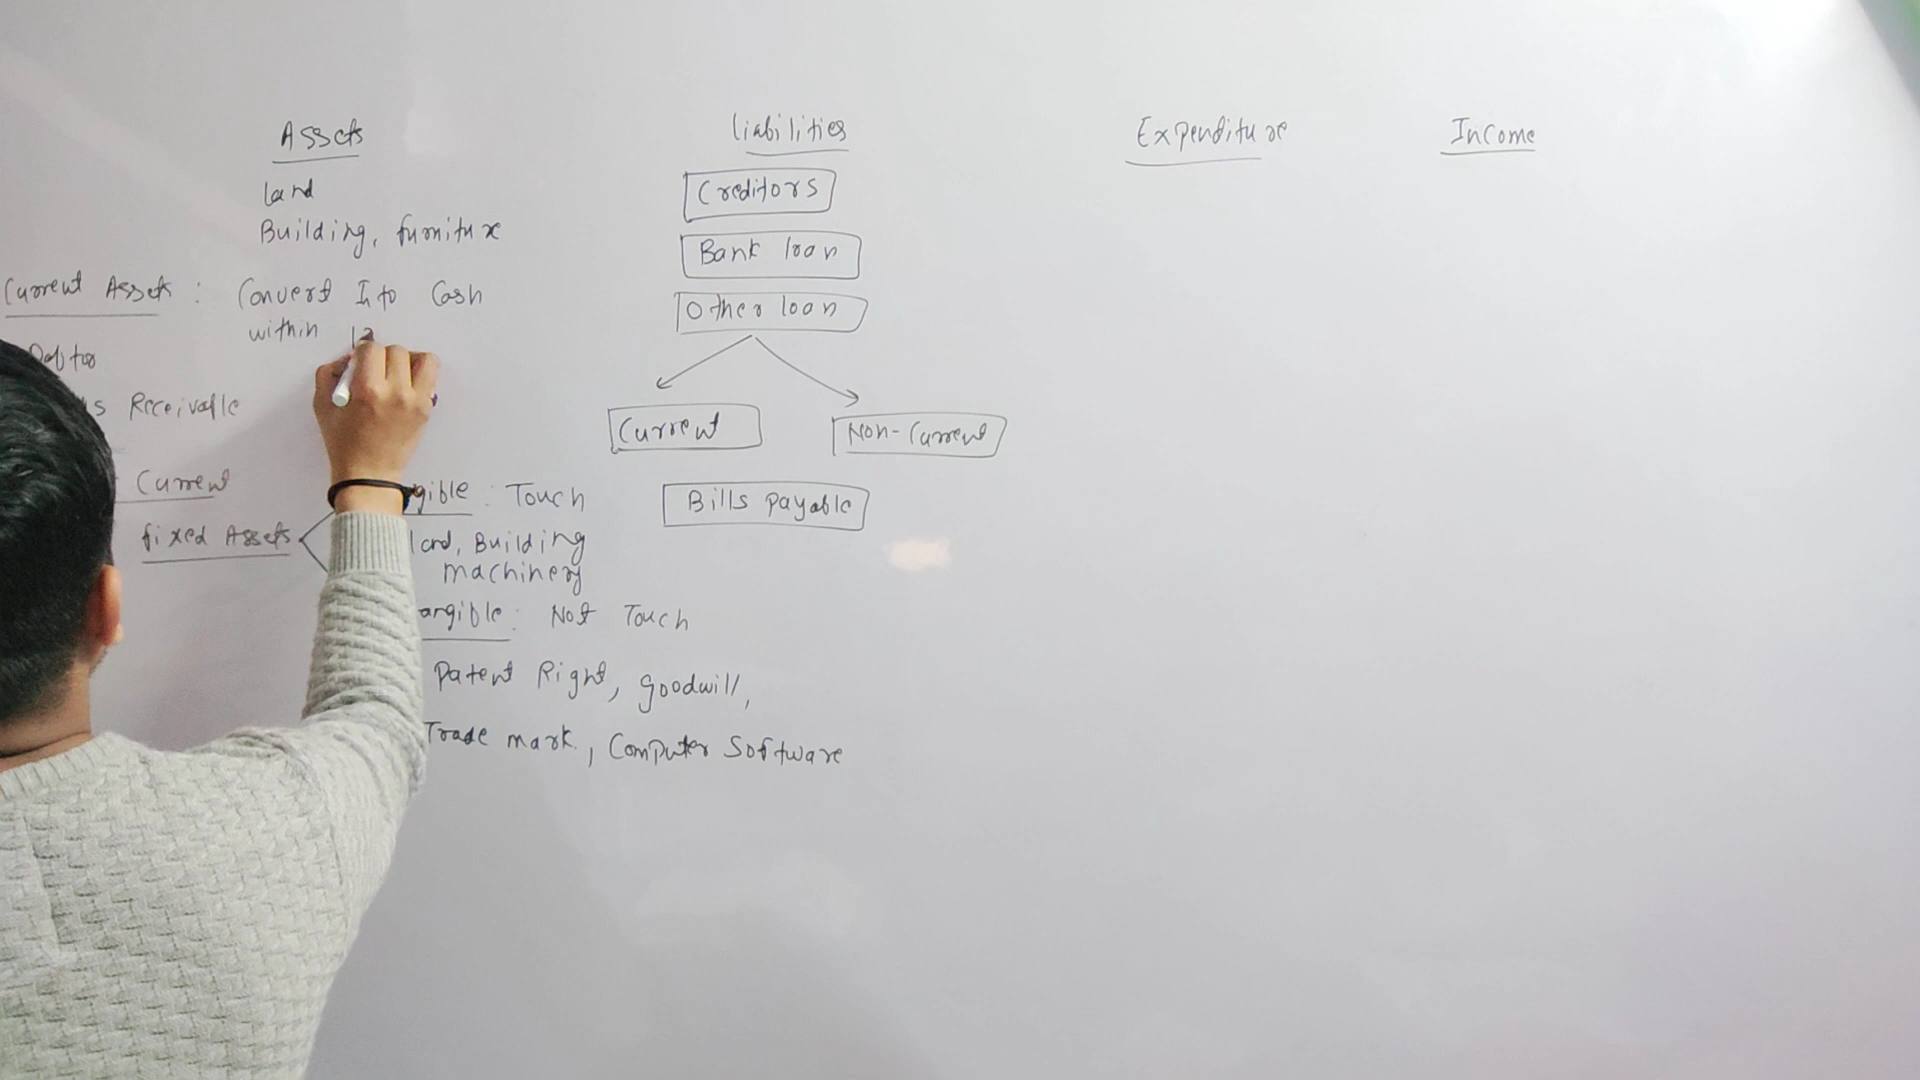 Assets
Land
Building, furniture
Current Assets : Convert Into Cash
within 12
Debtor
s Receivable
Current
fixed Assets
gible : Touch
land, Building
machinery
angible : Not Touch
Patent Right, goodwill,
Trade mark, Computer Software
Liabilities
Creditors
Bank loan
Other loan
Current
Non-Current
Bills payable
Expenditure
Income